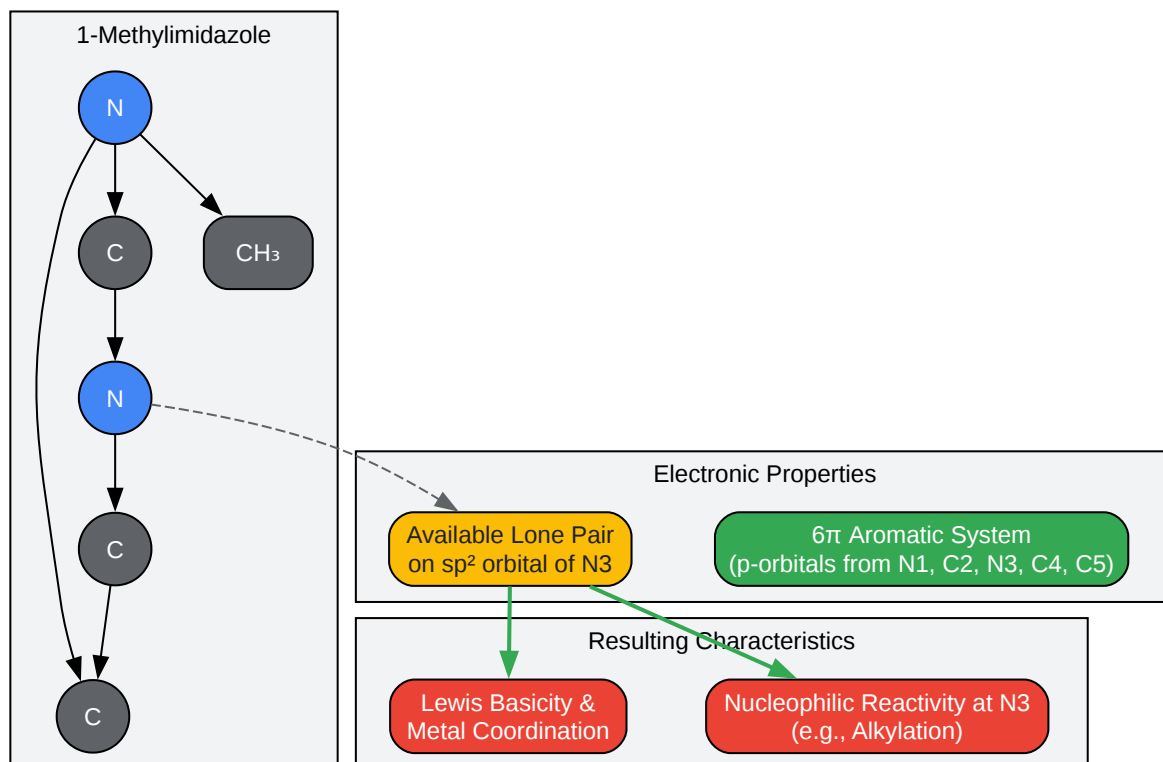 1-Methylimidazole
N
C
CH₃
N
C
C
Electronic Properties
Available Lone Pair
on sp² orbital of N3
6π Aromatic System
(p-orbitals from N1, C2, N3, C4, C5)
Resulting Characteristics
Lewis Basicity &
Metal Coordination
Nucleophilic Reactivity at N3
(e.g., Alkylation)